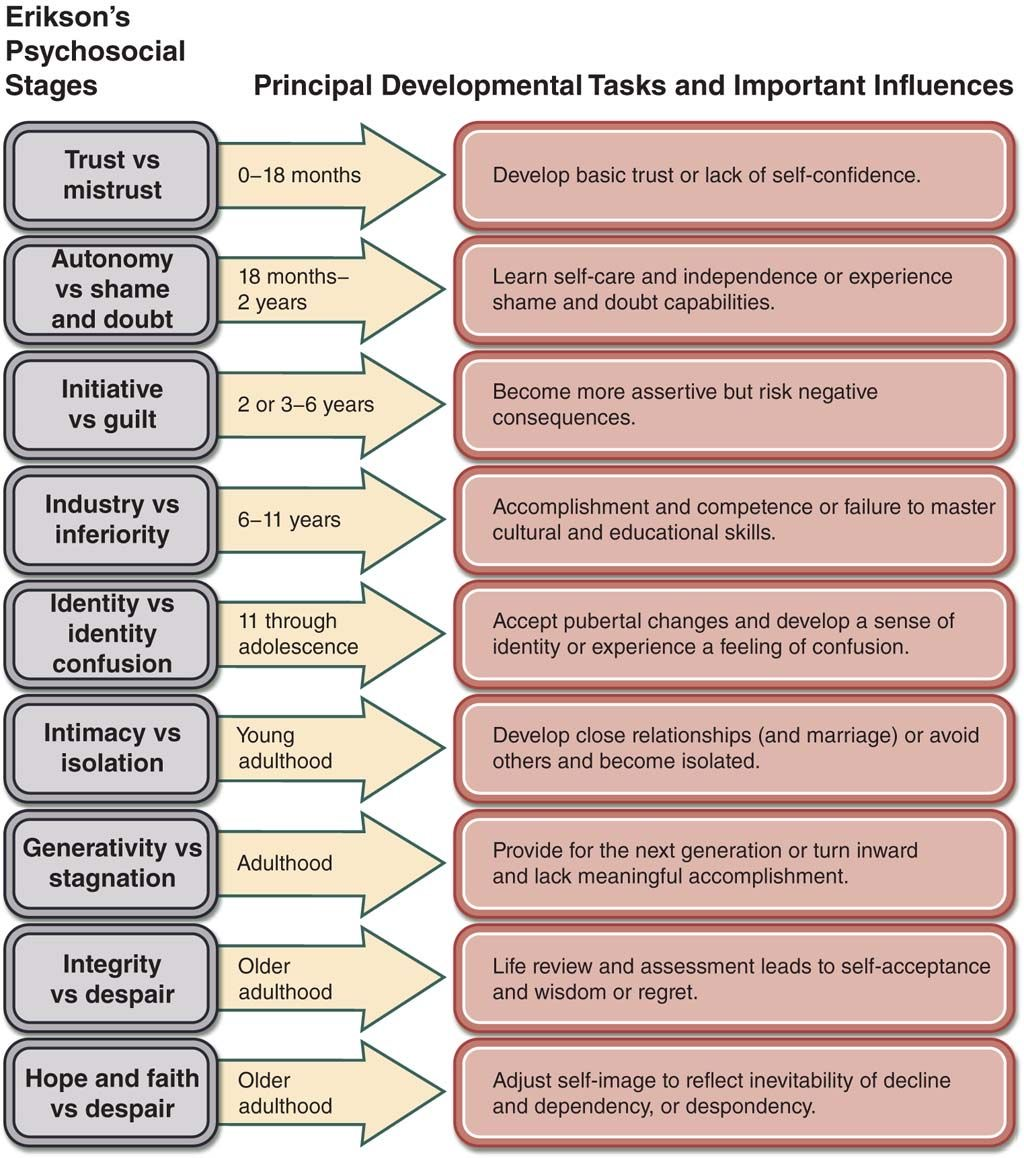 Erikson's
Psychosocial
Stages
Principal Developmental Tasks and Important Influences
Trust vs
mistrust
0–18 months
Develop basic trust or lack of self-confidence.
Autonomy
vs shame
and doubt
18 months–
2 years
Learn self-care and independence or experience
shame and doubt capabilities.
Initiative
vs guilt
2 or 3–6 years
Become more assertive but risk negative
consequences.
Industry vs
inferiority
6–11 years
Accomplishment and competence or failure to master
cultural and educational skills.
Identity vs
identity
confusion
11 through
adolescence
Accept pubertal changes and develop a sense of
identity or experience a feeling of confusion.
Intimacy vs
isolation
Young
adulthood
Develop close relationships (and marriage) or avoid
others and become isolated.
Generativity vs
stagnation
Adulthood
Provide for the next generation or turn inward
and lack meaningful accomplishment.
Integrity
vs despair
Older
adulthood
Life review and assessment leads to self-acceptance
and wisdom or regret.
Hope and faith
vs despair
Older
adulthood
Adjust self-image to reflect inevitability of decline
and dependency, or despondency.